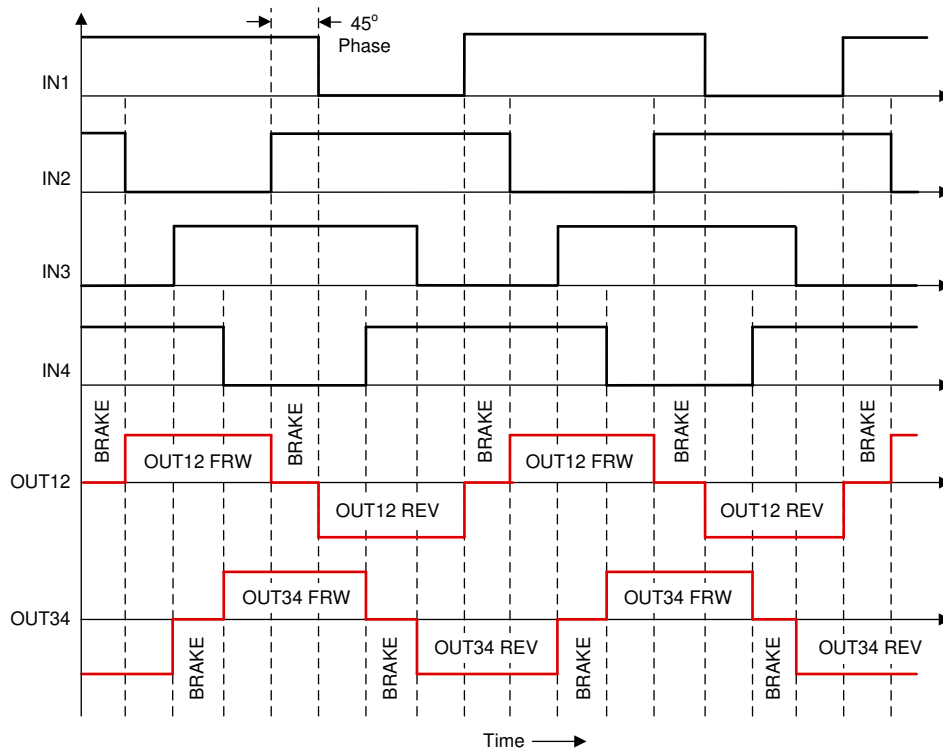 45° 
Phase
IN1
IN2
IN3
IN4
BRAKE
BRAKE
BRAKE
BRAKE
BRAKE
OUT12 FRW
OUT12 FRW
OUT12
OUT12 REV
OUT12 REV
OUT34 FRW
OUT34 FRW
OUT34
OUT34 REV
OUT34 REV
BRAKE
BRAKE
BRAKE
BRAKE
Time